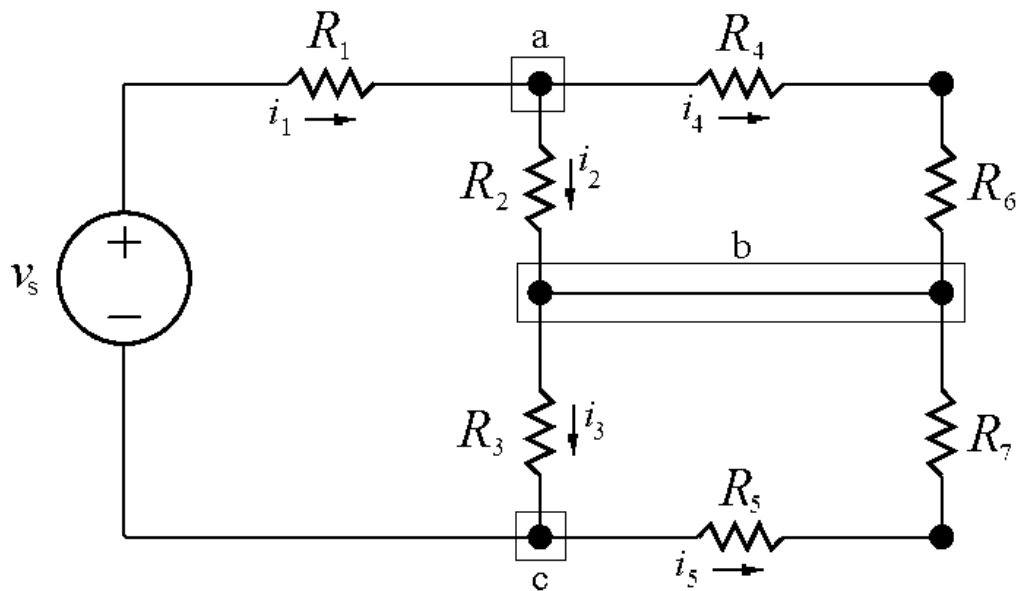 R₁
a
R₄
i₁
i₄
R₂
i₂
R₆
b
+
vₛ
−
R₃
i₃
R₇
R₅
c
i₅